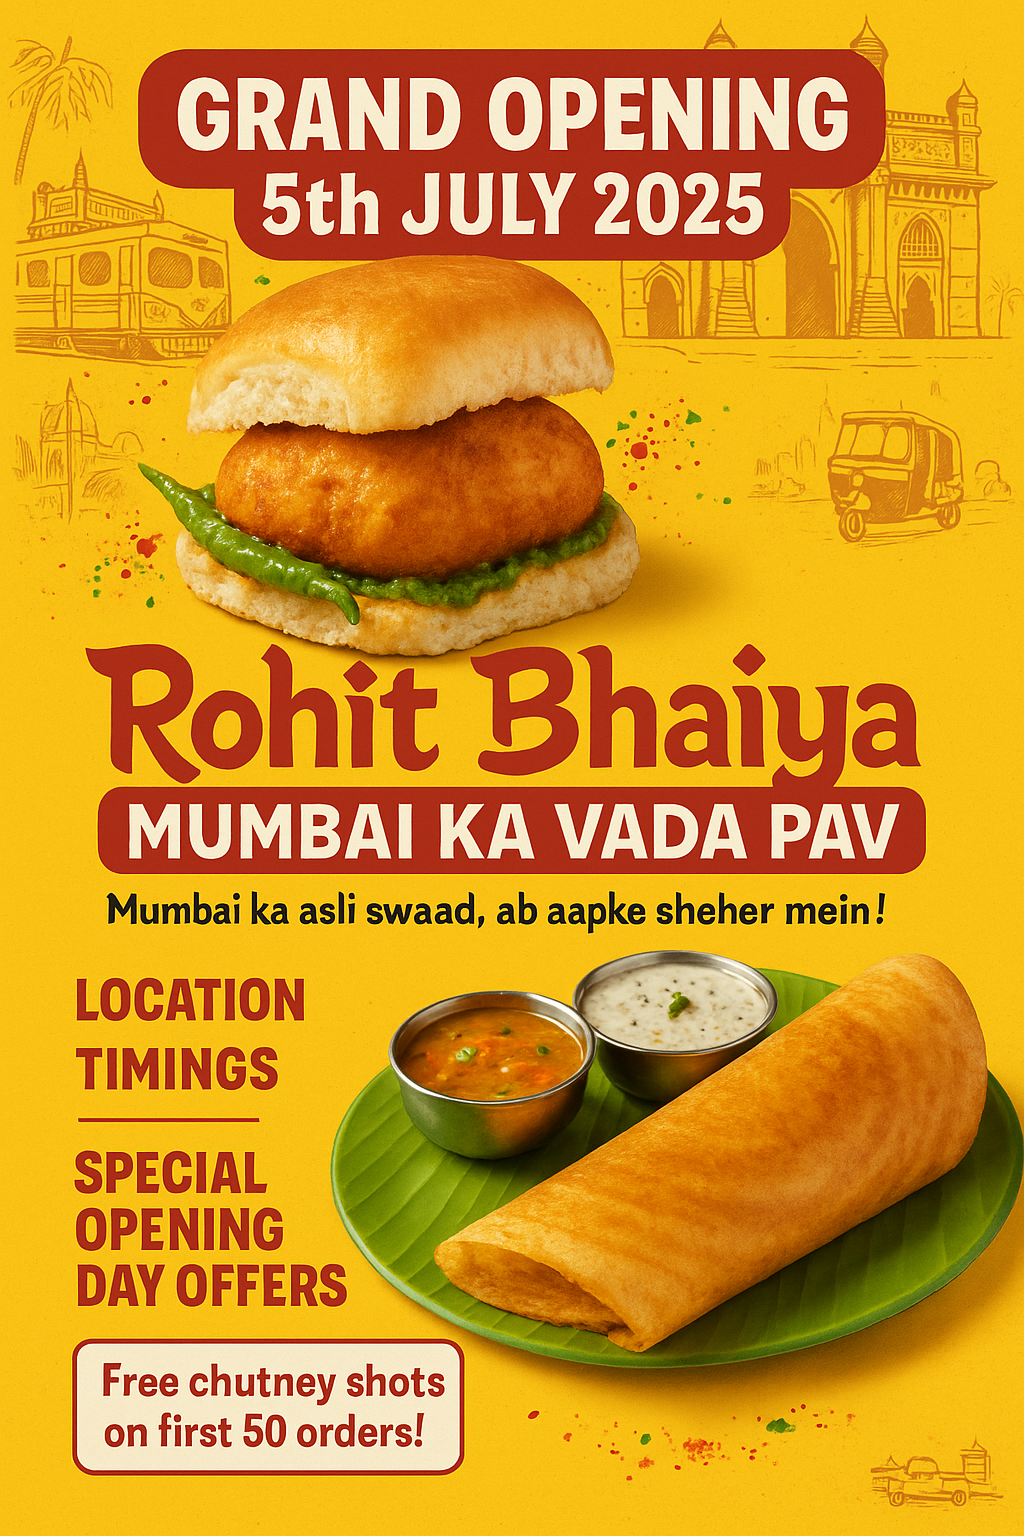 GRAND OPENING
5th JULY 2025
Rohit Bhaiya
MUMBAI KA VADA PAV
Mumbai ka asli swaad, ab aapke sheher mein!
LOCATION
TIMINGS
SPECIAL
OPENING
DAY OFFERS
Free chutney shots
on first 50 orders!